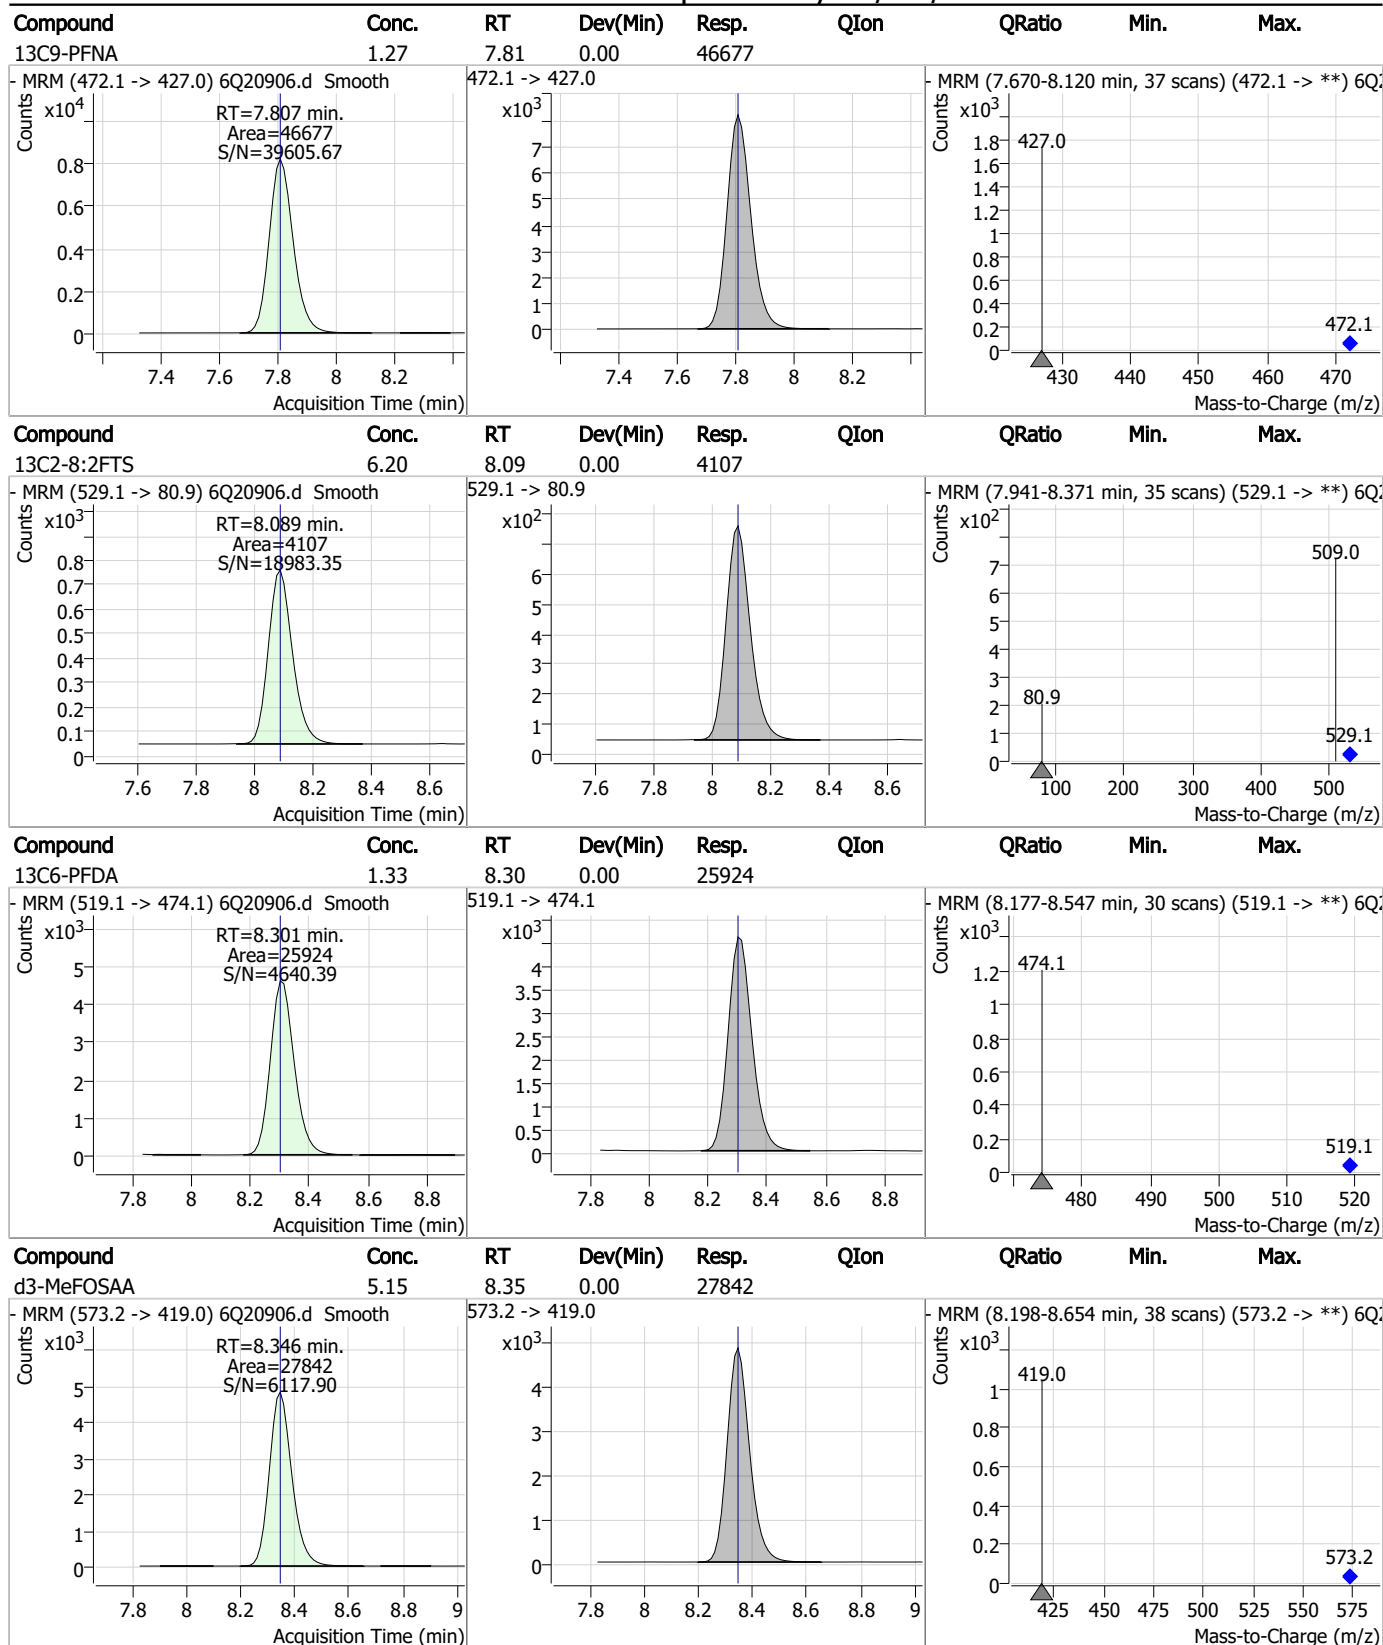 Compound Conc. RT Dev(Min) Resp. QIon QRatio Min. Max.
13C9-PFNA 1.27 7.81 0.00 46677
- MRM (472.1 -> 427.0) 6Q20906.d Smooth 472.1 -> 427.0 - MRM (7.670-8.120 min, 37 scans) (472.1 -> **) 6Q2
Counts x10^4 RT=7.807 min. x10^3 Counts x10^3
Area=46677
S/N=39605.67
0.8 0.6 0.4 0.2 0
7 6 5 4 3 2 1 0
1.8 1.6 1.4 1.2 1 0.8 0.6 0.4 0.2 0
427.0 472.1
7.4 7.6 7.8 8 8.2 7.4 7.6 7.8 8 8.2 430 440 450 460 470
Acquisition Time (min) Mass-to-Charge (m/z)
Compound Conc. RT Dev(Min) Resp. QIon QRatio Min. Max.
13C2-8:2FTS 6.20 8.09 0.00 4107
- MRM (529.1 -> 80.9) 6Q20906.d Smooth 529.1 -> 80.9 - MRM (7.941-8.371 min, 35 scans) (529.1 -> **) 6Q2
Counts x10^3 RT=8.089 min. x10^2 Counts x10^2
Area=4107
S/N=18983.35
0.8 0.7 0.6 0.5 0.4 0.3 0.2 0.1 0
6 5 4 3 2 1 0
7 6 5 4 3 2 1 0
509.0 80.9 529.1
7.6 7.8 8 8.2 8.4 8.6 7.6 7.8 8 8.2 8.4 8.6 100 200 300 400 500
Acquisition Time (min) Mass-to-Charge (m/z)
Compound Conc. RT Dev(Min) Resp. QIon QRatio Min. Max.
13C6-PFDA 1.33 8.30 0.00 25924
- MRM (519.1 -> 474.1) 6Q20906.d Smooth 519.1 -> 474.1 - MRM (8.177-8.547 min, 30 scans) (519.1 -> **) 6Q2
Counts x10^3 RT=8.301 min. x10^3 Counts x10^3
Area=25924
S/N=4640.39
5 4 3 2 1 0
4 3.5 3 2.5 2 1.5 1 0.5 0
1.2 1 0.8 0.6 0.4 0.2 0
474.1 519.1
7.8 8 8.2 8.4 8.6 8.8 7.8 8 8.2 8.4 8.6 8.8 480 490 500 510 520
Acquisition Time (min) Mass-to-Charge (m/z)
Compound Conc. RT Dev(Min) Resp. QIon QRatio Min. Max.
d3-MeFOSAA 5.15 8.35 0.00 27842
- MRM (573.2 -> 419.0) 6Q20906.d Smooth 573.2 -> 419.0 - MRM (8.198-8.654 min, 38 scans) (573.2 -> **) 6Q2
Counts x10^3 RT=8.346 min. x10^3 Counts x10^3
Area=27842
S/N=6117.90
5 4 3 2 1 0
4 3 2 1 0
1 0.8 0.6 0.4 0.2 0
419.0 573.2
7.8 8 8.2 8.4 8.6 8.8 9 7.8 8 8.2 8.4 8.6 8.8 9 425 450 475 500 525 550 575
Acquisition Time (min) Mass-to-Charge (m/z)